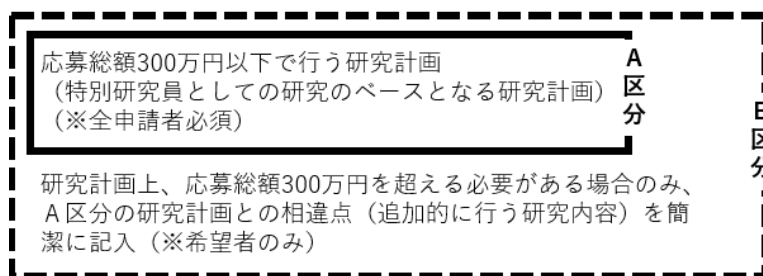 応募総額300万円以下で行う研究計画
（特別研究員としての研究のベースとなる研究計画）
（※全申請者必須）
A区分
研究計画上、応募総額300万円を超える必要がある場合のみ、
Ａ区分の研究計画との相違点（追加的に行う研究内容）を簡
潔に記入（※希望者のみ）
区分